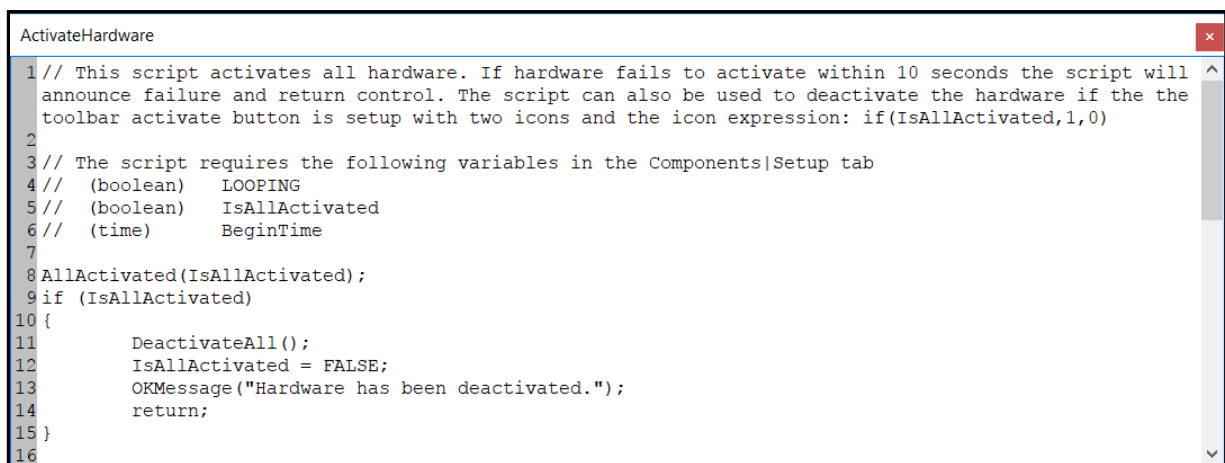 ActivateHardware
1// This script activates all hardware. If hardware fails to activate within 10 seconds the script will
announce failure and return control. The script can also be used to deactivate the hardware if the the
toolbar activate button is setup with two icons and the icon expression: if(IsAllActivated,1,0)
2
3// The script requires the following variables in the Components|Setup tab
4// (boolean) LOOPING
5// (boolean) IsAllActivated
6// (time) BeginTime
7
8AllActivated(IsAllActivated);
9if (IsAllActivated)
10{
11 DeactivateAll();
12 IsAllActivated = FALSE;
13 OKMessage("Hardware has been deactivated.");
14 return;
15}
16